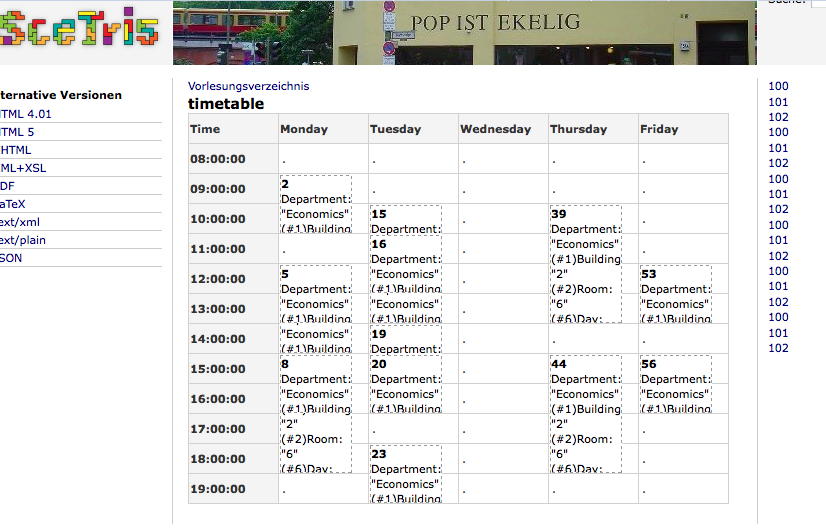 sceTris
POP IST EKELIG
Suche:
ternative Versionen
TML 4.01
TML 5
HTML
ML+XSL
DF
aTeX
ext/xml
ext/plain
SON
Vorlesungsverzeichnis
timetable
Time Monday Tuesday Wednesday Thursday Friday
08:00:00 . . . . .
09:00:00 . . . .
2
Department:
"Economics"
(#1)Building
10:00:00 . .
15
Department:
39
Department:
"Economics"
(#1)Building
"2"
(#2)Room:
"6"
(#6)Day:
11:00:00 . . .
16
Department:
"Economics"
(#1)Building
"Economics"
(#1)Building
12:00:00 .
5
Department:
"Economics"
(#1)Building
"Economics"
(#1)Building
53
Department:
"Economics"
(#1)Building
13:00:00 .
14:00:00 . . .
19
Department:
15:00:00 .
8
Department:
"Economics"
(#1)Building
"2"
(#2)Room:
"6"
(#6)Day:
20
Department:
"Economics"
(#1)Building
44
Department:
"Economics"
(#1)Building
"2"
(#2)Room:
"6"
(#6)Day:
56
Department:
"Economics"
(#1)Building
16:00:00 .
17:00:00 . . .
18:00:00 . .
23
Department:
"Economics"
(#1)Building
19:00:00 . . . .
100
101
102
100
101
102
100
101
102
100
101
102
100
101
102
100
101
102